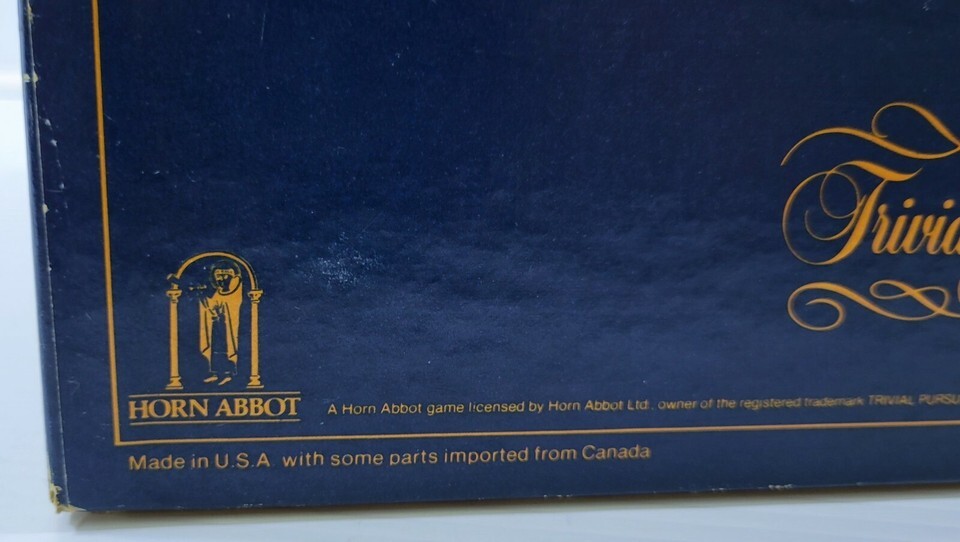 Trivia
HORN ABBOT
A Horn Abbot game licensed by Horn Abbot Ltd., owner of the registered trademark TRIVIAL PURSU
Made in U.S.A. with some parts imported from Canada